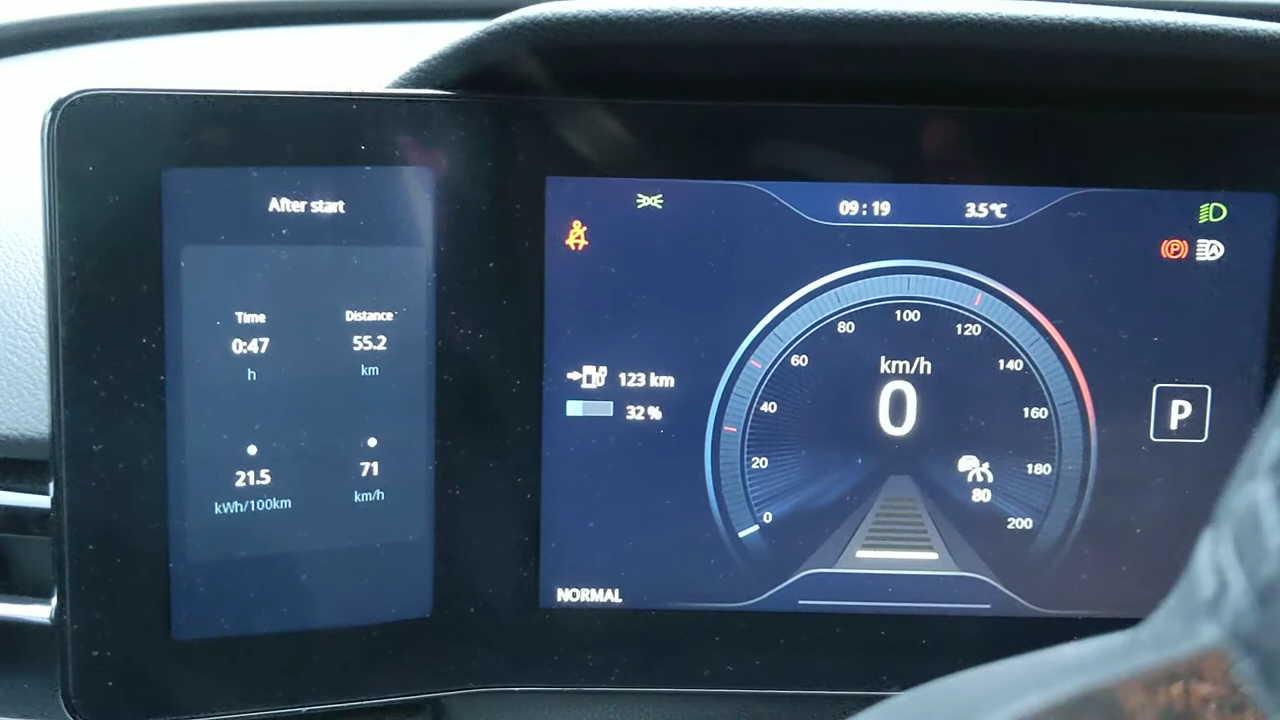 After start
Time
0:47
h
Distance
55.2
km
21.5
kWh/100km
71
km/h
09:19
3.5°C
123 km
32 %
km/h
0
0
20
40
60
80
100
120
140
160
180
200
80
P
P
A
NORMAL